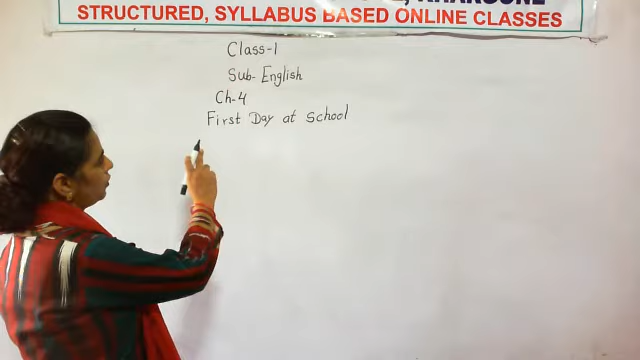 STRUCTURED, SYLLABUS BASED ONLINE CLASSES
Class-1
Sub- English
Ch-4
First Day at School